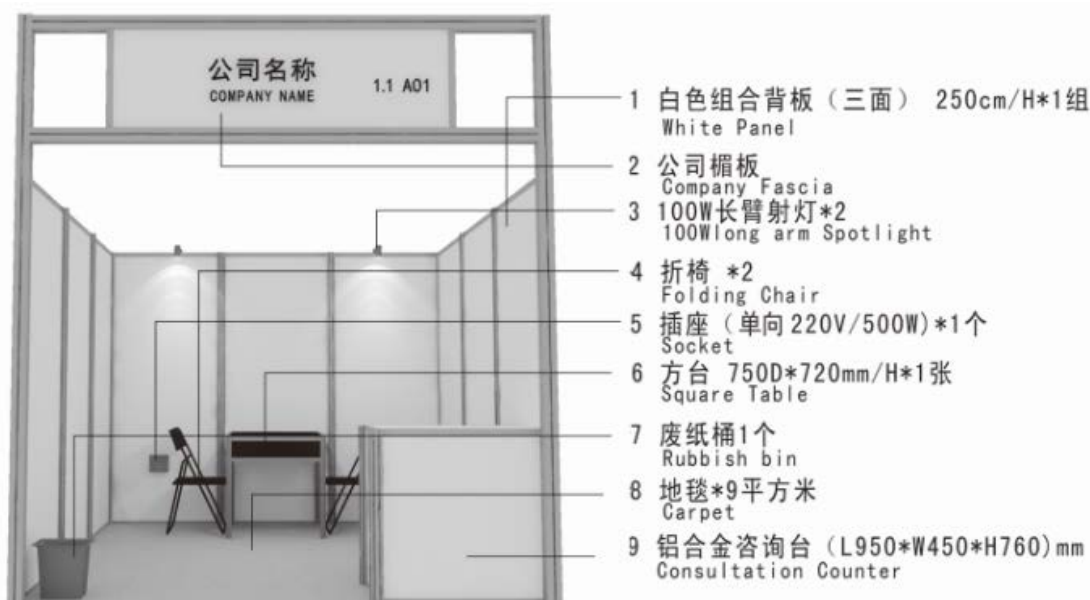 公司名称
COMPANY NAME
1.1 A01
1 白色组合背板（三面） 250cm/H*1组
White Panel
2 公司楣板
Company Fascia
3 100W长臂射灯*2
100Wlong arm Spotlight
4 折椅 *2
Folding Chair
5 插座（单向220V/500W)*1个
Socket
6 方台 750D*720mm/H*1张
Square Table
7 废纸桶1个
Rubbish bin
8 地毯*9平方米
Carpet
9 铝合金咨询台（L950*W450*H760)mm
Consultation Counter